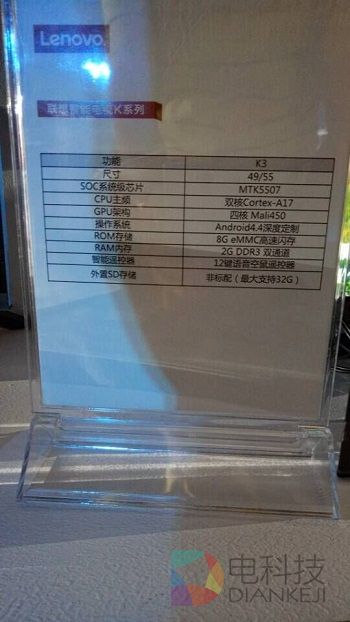 Lenovo
联想智能电视K系列
功能 K3
尺寸 49/55
SOC系统级芯片 MTK5507
CPU主频 双核Cortex-A17
GPU架构 四核 Mali450
操作系统 Android4.4深度定制
ROM存储 8G eMMC高速闪存
RAM内存 2G DDR3 双通道
智能遥控器 12键语音空鼠遥控器
外置SD存储 非标配（最大支持32G）
电科技
DIANKEJI